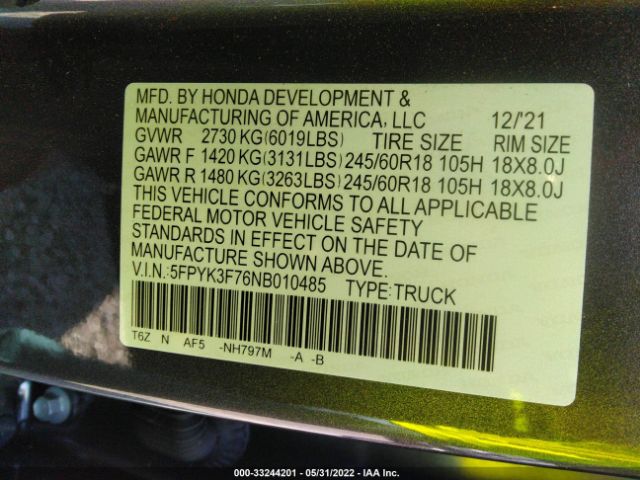 MFD. BY HONDA DEVELOPMENT &
MANUFACTURING OF AMERICA, LLC 12/'21
GVWR 2730 KG(6019LBS) TIRE SIZE RIM SIZE
GAWR F 1420 KG(3131LBS) 245/60R18 105H 18X8.0J
GAWR R 1480 KG(3263LBS) 245/60R18 105H 18X8.0J
THIS VEHICLE CONFORMS TO ALL APPLICABLE
FEDERAL MOTOR VEHICLE SAFETY
STANDARDS IN EFFECT ON THE DATE OF
MANUFACTURE SHOWN ABOVE.
V.I.N.:5FPYK3F76NB010485 TYPE:TRUCK
T6Z N AF5 -NH797M -A -B
000-33244201 - 05/31/2022 - IAA Inc.